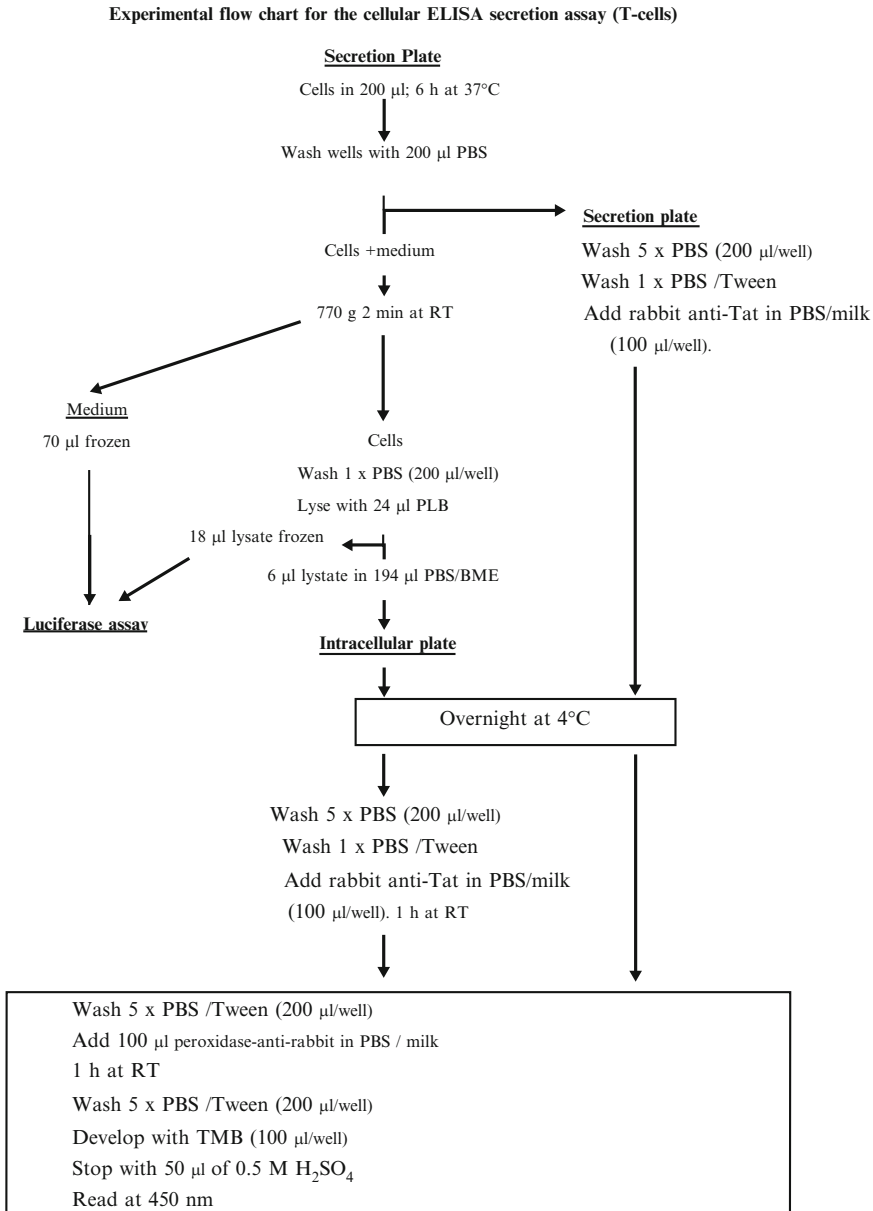 Experimental flow chart for the cellular ELISA secretion assay (T-cells)
Secretion Plate
Cells in 200 µl; 6 h at 37°C
Wash wells with 200 µl PBS
Secretion plate
Wash 5 x PBS (200 µl/well)
Wash 1 x PBS /Tween
Add rabbit anti-Tat in PBS/milk
(100 µl/well).
Cells +medium
770 g 2 min at RT
Medium
70 µl frozen
Cells
Wash 1 x PBS (200 µl/well)
Lyse with 24 µl PLB
18 µl lysate frozen
6 µl lystate in 194 µl PBS/BME
Luciferase assay
Intracellular plate
Overnight at 4°C
Wash 5 x PBS (200 µl/well)
Wash 1 x PBS /Tween
Add rabbit anti-Tat in PBS/milk
(100 µl/well). 1 h at RT
Wash 5 x PBS /Tween (200 µl/well)
Add 100 µl peroxidase-anti-rabbit in PBS / milk
1 h at RT
Wash 5 x PBS /Tween (200 µl/well)
Develop with TMB (100 µl/well)
Stop with 50 µl of 0.5 M H₂SO₄
Read at 450 nm